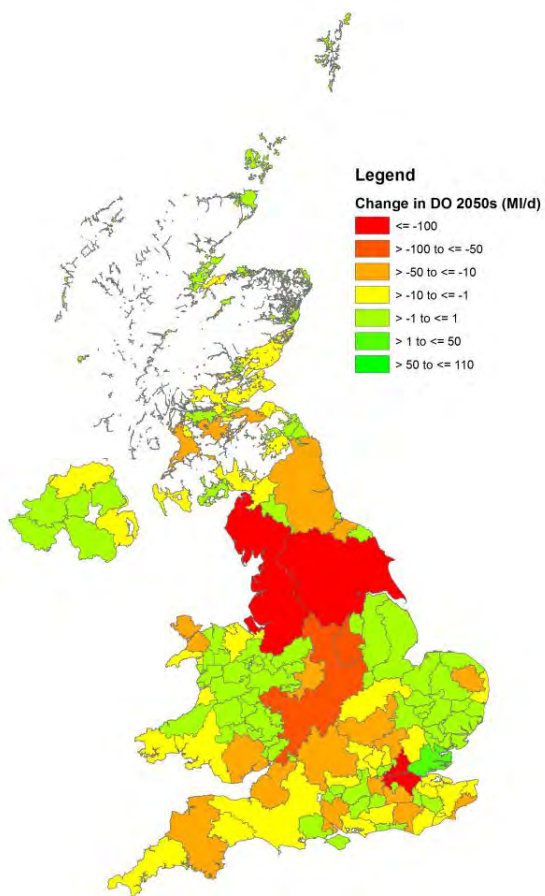 Legend
Change in DO 2050s (Ml/d)
<= -100
> -100 to <= -50
> -50 to <= -10
> -10 to <= -1
> -1 to <= 1
> 1 to <= 50
> 50 to <= 110